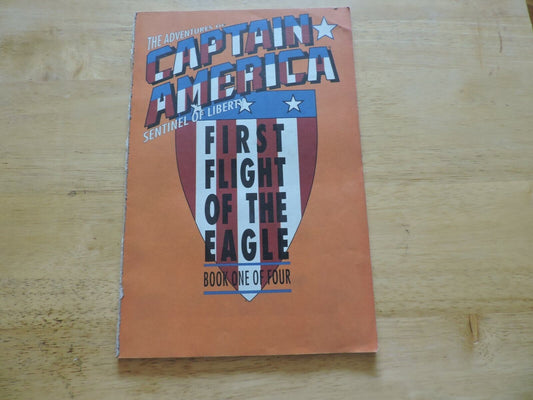 THE ADVENTURES OF
CAPTAIN
AMERICA
SENTINEL OF LIBERTY
FIRST
FLIGHT
OF THE
EAGLE
BOOK ONE OF FOUR